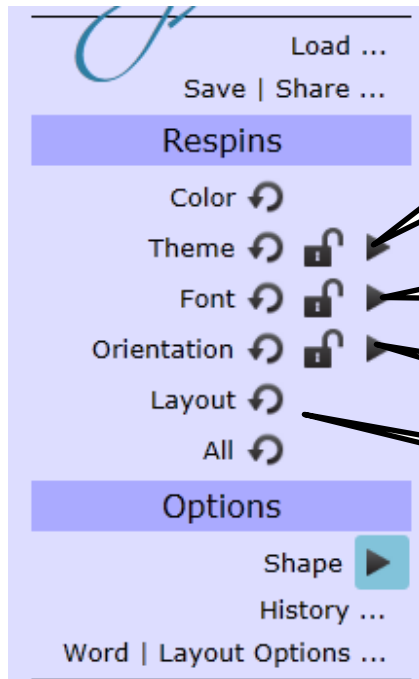 Load ...
Save | Share ...
Respins
Color
Theme
Font
Orientation
Layout
All
Options
Shape
History ...
Word | Layout Options ...